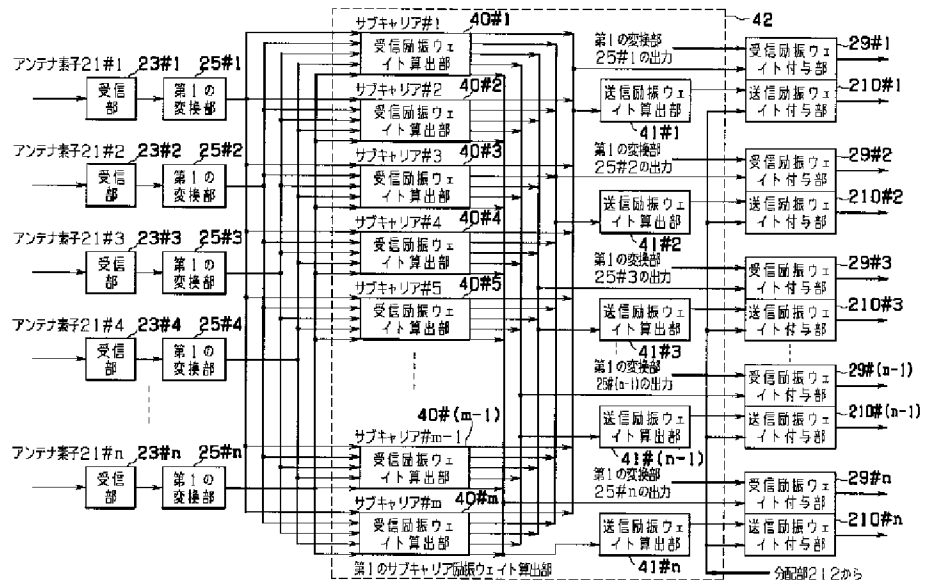 サブキャリア#1
40#1
42
受信励振ウェ
イト算出部
第1の変換部
25#1の出力
受信励振ウェ
イト付与部
29#1
アンテナ素子21#1
23#1
25#1
受信
部
第1の
変換部
サブキャリア#2
40#2
受信励振ウェ
イト算出部
送信励振ウェ
イト算出部
41#1
送信励振ウェ
イト付与部
210#1
アンテナ素子21#2
23#2
25#2
受信
部
第1の
変換部
サブキャリア#3
40#3
受信励振ウェ
イト算出部
第1の変換部
25#2の出力
受信励振ウェ
イト付与部
29#2
送信励振ウェ
イト算出部
41#2
送信励振ウェ
イト付与部
210#2
アンテナ素子21#3
23#3
25#3
受信
部
第1の
変換部
サブキャリア#4
40#4
受信励振ウェ
イト算出部
第1の変換部
25#3の出力
受信励振ウェ
イト付与部
29#3
サブキャリア#5
40#5
受信励振ウェ
イト算出部
送信励振ウェ
イト算出部
41#3
送信励振ウェ
イト付与部
210#3
アンテナ素子21#4
23#4
25#4
受信
部
第1の
変換部
第1の変換部
25#(n-1)の出力
受信励振ウェ
イト付与部
29#(n-1)
送信励振ウェ
イト算出部
41#(n-1)
送信励振ウェ
イト付与部
210#(n-1)
40#(m-1)
サブキャリア#m-1
受信励振ウェ
イト算出部
アンテナ素子21#n
23#n
25#n
受信
部
第1の
変換部
サブキャリア#m
40#m
受信励振ウェ
イト算出部
第1の変換部
25#nの出力
受信励振ウェ
イト付与部
29#n
送信励振ウェ
イト算出部
41#n
送信励振ウェ
イト付与部
210#n
第1のサブキャリア励振ウェイト算出部
分配部212から